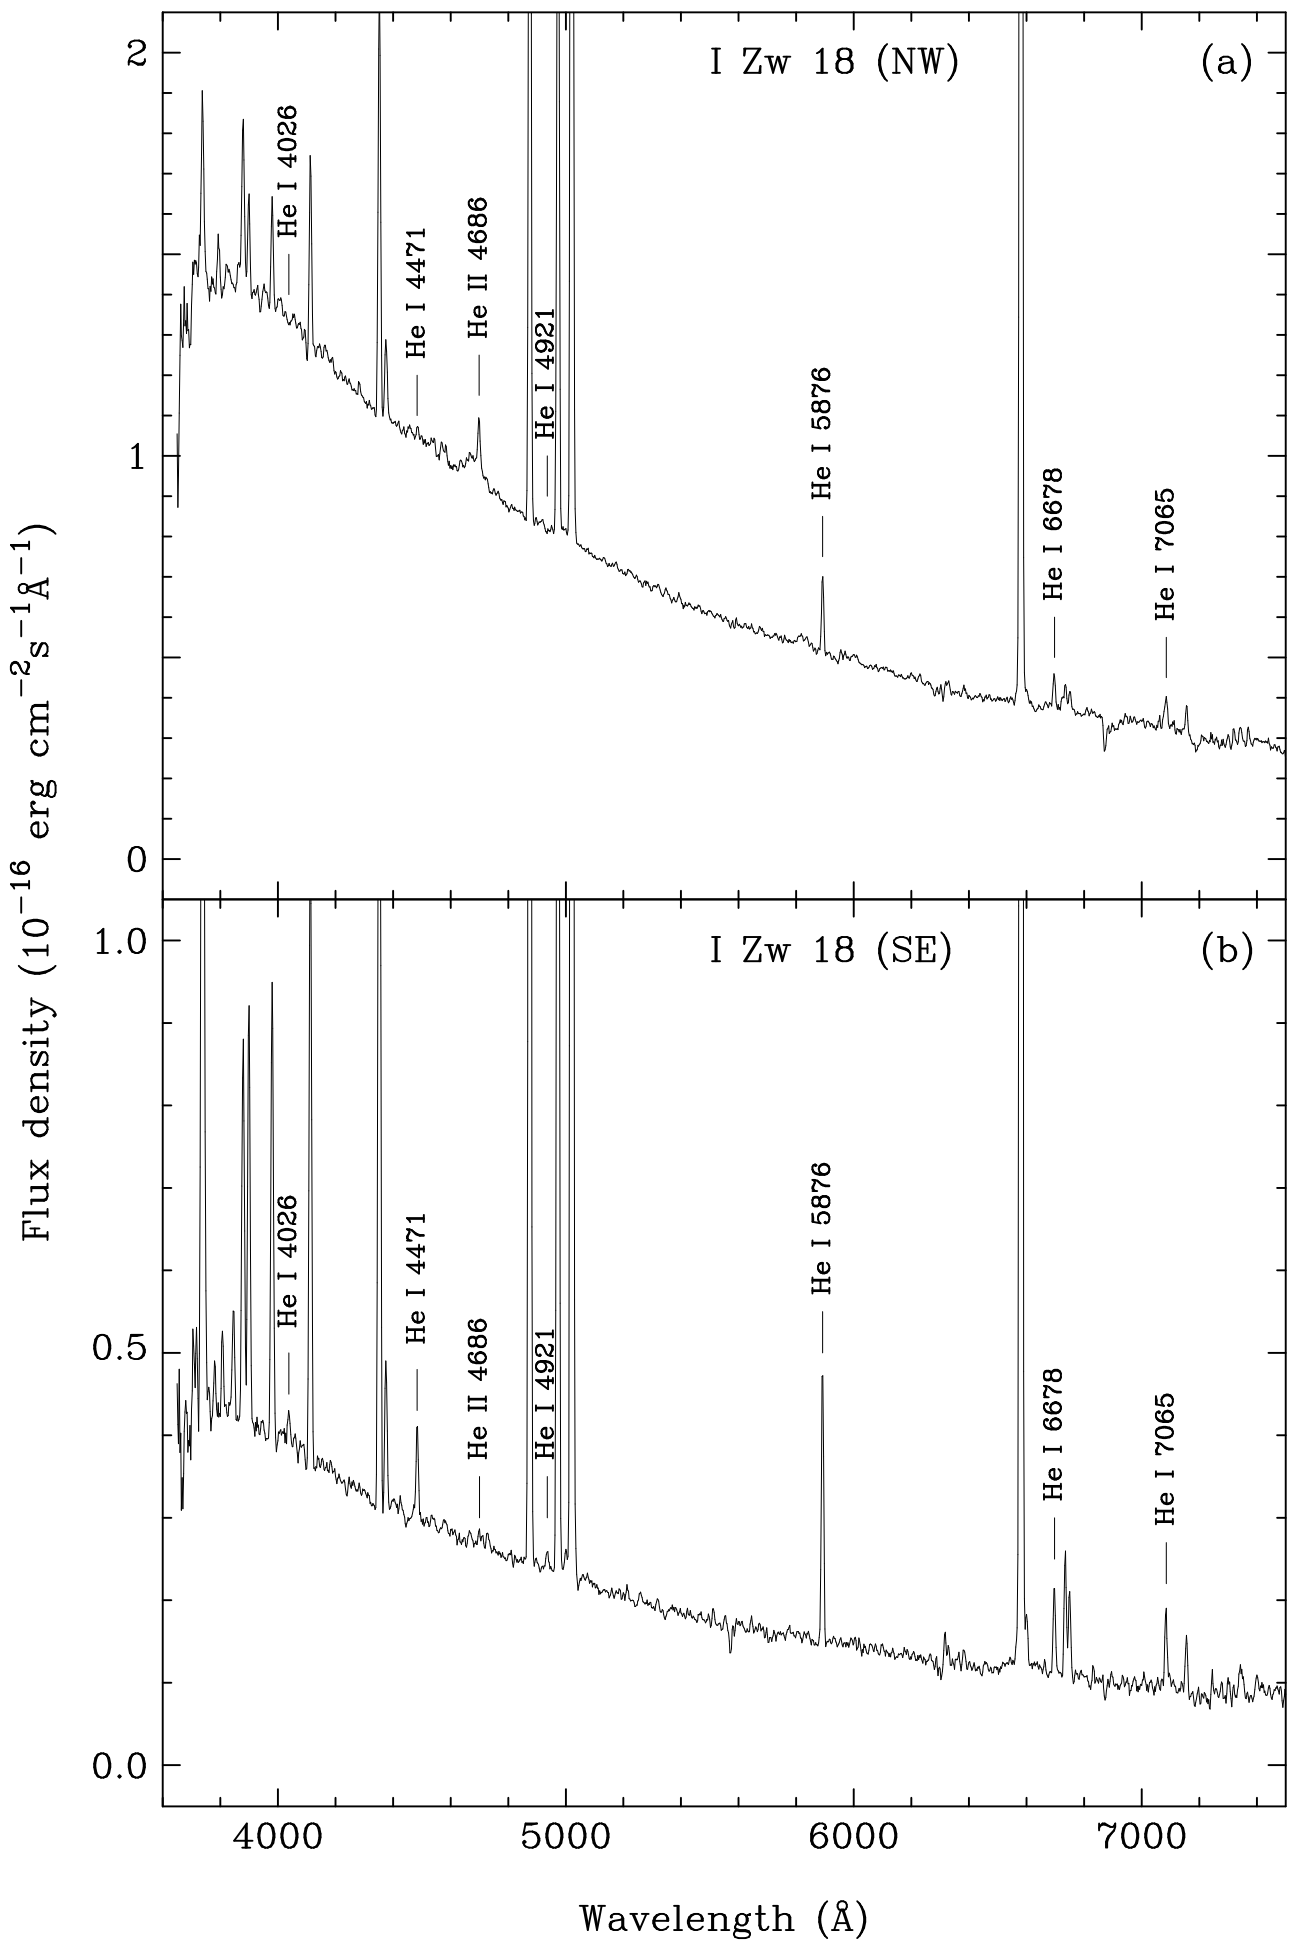 I Zw 18 (NW)
(a)
2
1
0
He I 4026
He I 4471
He II 4686
He I 4921
He I 5876
He I 6678
He I 7065
Flux density (10−16 erg cm−2s−1Å−1)
I Zw 18 (SE)
(b)
1.0
0.5
0.0
He I 4026
He I 4471
He II 4686
He I 4921
He I 5876
He I 6678
He I 7065
4000 5000 6000 7000
Wavelength (Å)